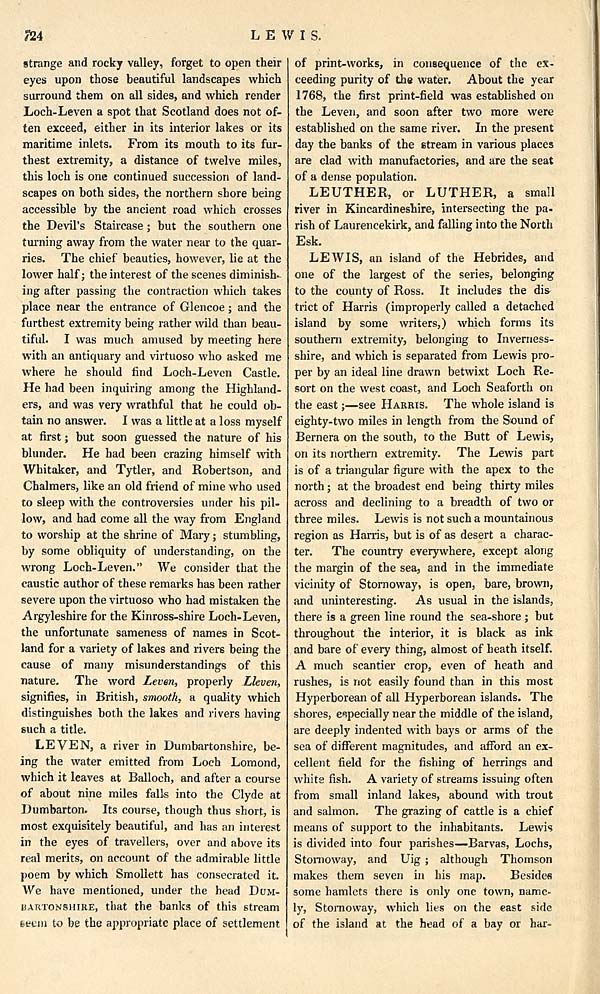 724
LEWIS.
strange and rocky valley, forget to open their
eyes upon those beautiful landscapes which
surround them on all sides, and which render
Loch-Leven a spot that Scotland does not of-
ten exceed, either in its interior lakes or its
maritime inlets. From its mouth to its fur-
thest extremity, a distance of twelve miles,
this loch is one continued succession of land-
scapes on both sides, the northern shore being
accessible by the ancient road which crosses
the Devil's Staircase; but the southern one
turning away from the water near to the quar-
ries. The chief beauties, however, lie at the
lower half; the interest of the scenes diminish-
ing after passing the contraction which takes
place near the entrance of Glencoe; and the
furthest extremity being rather wild than beau-
tiful. I was much amused by meeting here
with an antiquary and virtuoso who asked me
where he should find Loch-Leven Castle.
He had been inquiring among the Highland-
ers, and was very wrathful that he could ob-
tain no answer. I was a little at a loss myself
at first; but soon guessed the nature of his
blunder. He had been crazing himself with
Whitaker, and Tytler, and Robertson, and
Chalmers, like an old friend of mine who used
to sleep with the controversies under his pil-
low, and had come all the way from England
to worship at the shrine of Mary; stumbling,
by some obliquity of understanding, on the
wrong Loch-Leven." We consider that the
caustic author of these remarks has been rather
severe upon the virtuoso who had mistaken the
Argyleshire for the Kinross-shire Loch-Leven,
the unfortunate sameness of names in Scot-
land for a variety of lakes and rivers being the
cause of many misunderstandings of this
nature. The word Leven, properly Lleven,
signifies, in British, smooth, a quality which
distinguishes both the lakes and rivers having
such a title.
LEVEN, a river in Dumbartonshire, be-
ing the water emitted from Loch Lomond,
which it leaves at Balloch, and after a course
of about nine miles falls into the Clyde at
Dumbarton. Its course, though thus short, is
most exquisitely beautiful, and has an interest
in the eyes of travellers, over and above its
real merits, on account of the admirable little
poem by which Smollett has consecrated it.
We have mentioned, under the head DUM-
BARTONSHIRE, that the banks of this stream
seem to be the appropriate place of settlement
of print-works, in consequence of the ex-
ceeding purity of the water. About the year
1768, the first print-field was established on
the Leven, and soon after two more were
established on the same river. In the present
day the banks of the stream in various places
are clad with manufactories, and are the seat
of a dense population.
LEUTHER, or LUTHER, a small
river in Kincardineshire, intersecting the pa-
rish of Laurencekirk, and falling into the North
Esk.
LEWIS, an island of the Hebrides, and
one of the largest of the series, belonging
to the county of Ross. It includes the dis
trict of Harris (improperly called a detached
island by some writers,) which forms its
southern extremity, belonging to Inverness-
shire, and which is separated from Lewis pro-
per by an ideal line drawn betwixt Loch Re-
sort on the west coast, and Loch Seaforth on
the east;—see HARRIS. The whole island is
eighty-two miles in length from the Sound of
Bernera on the south, to the Butt of Lewis,
on its northern extremity. The Lewis part
is of a triangular figure with the apex to the
north; at the broadest end being thirty miles
across and declining to a breadth of two or
three miles. Lewis is not such a mountainous
region as Harris, but is of as desert a charac-
ter. The country everywhere, except along
the margin of the sea, and in the immediate
vicinity of Stornoway, is open, bare, brown,
and uninteresting. As usual in the islands,
there is a green line round the sea-shore; but
throughout the interior, it is black as ink
and bare of every thing, almost of heath itself.
A much scantier crop, even of heath and
rushes, is not easily found than in this most
Hyperborean of all Hyperborean islands. The
shores, especially near the middle of the island,
are deeply indented with bays or arms of the
sea of different magnitudes, and afford an ex-
cellent field for the fishing of herrings and
white fish. A variety of streams issuing often
from small inland lakes, abound with trout
and salmon. The grazing of cattle is a chief
means of support to the inhabitants. Lewis
is divided into four parishes—Barvas, Lochs,
Stornoway, and Uig; although Thomson
makes them seven in his map. Besides
some hamlets there is only one town, name-
ly, Stornoway, which lies on the east side
of the island at the head of a bay or har-